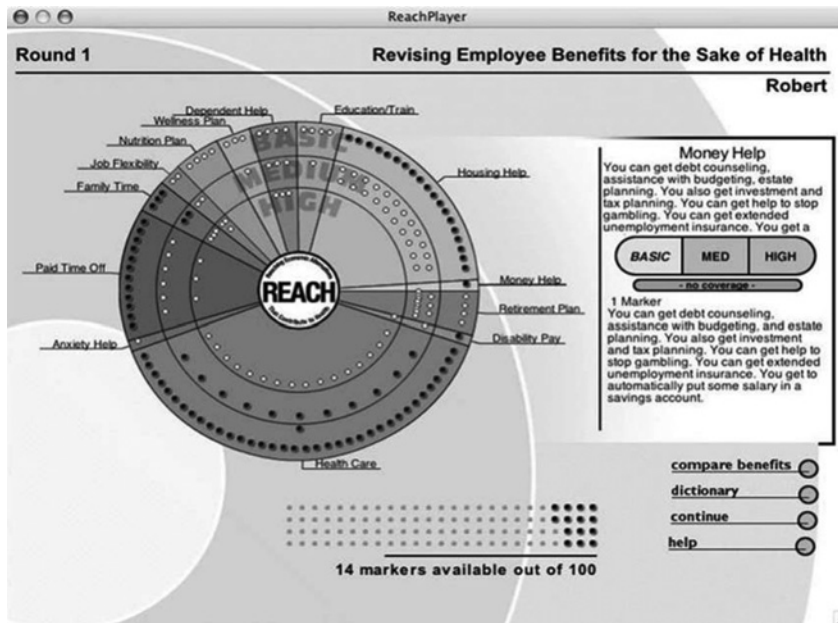 ReachPlayer
Round 1
Revising Employee Benefits for the Sake of Health
Robert
Dependent Help
Education/Train
Wellness Plan
Nutrition Plan
Job Flexibility
Family Time
Housing Help
Paid Time Off
Money Help
Retirement Plan
Anxiety Help
Disability Pay
Health Care
BASIC
MEDIUM
HIGH
REACH
Money Help
You can get debt counseling,
assistance with budgeting, estate
planning. You also get investment and
tax planning. You can get help to stop
gambling. You can get extended
unemployment insurance. You get a
BASIC MED HIGH
- no coverage -
1 Marker
You can get debt counseling,
assistance with budgeting, and estate
planning. You also get investment
and tax planning. You can get help to
stop gambling. You can get extended
unemployment insurance. You get to
automatically put some salary in a
savings account.
compare benefits
dictionary
continue
help
14 markers available out of 100